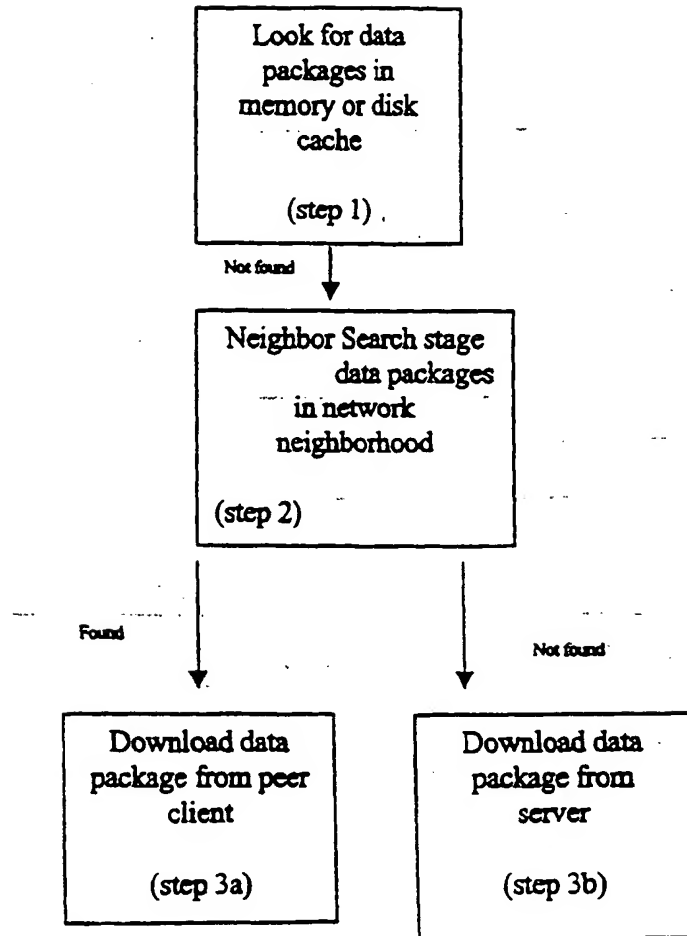 Look for data
packages in
memory or disk
cache
(step 1)
Not found
Neighbor Search stage
data packages
in network
neighborhood
(step 2)
Found
Not found
Download data
package from peer
client
(step 3a)
Download data
package from
server
(step 3b)